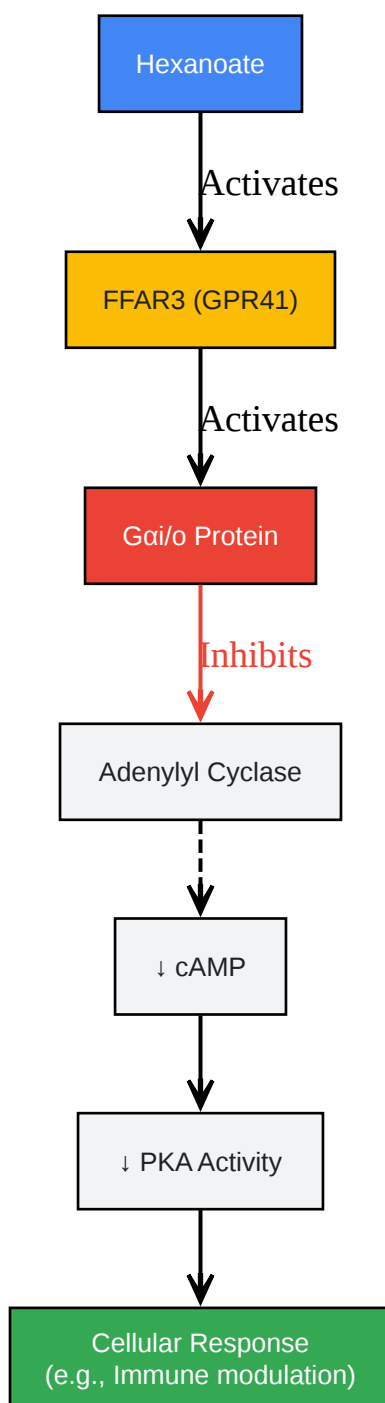 Hexanoate
Activates
FFAR3 (GPR41)
Activates
Gαi/o Protein
Inhibits
Adenylyl Cyclase
↓ cAMP
↓ PKA Activity
Cellular Response
(e.g., Immune modulation)